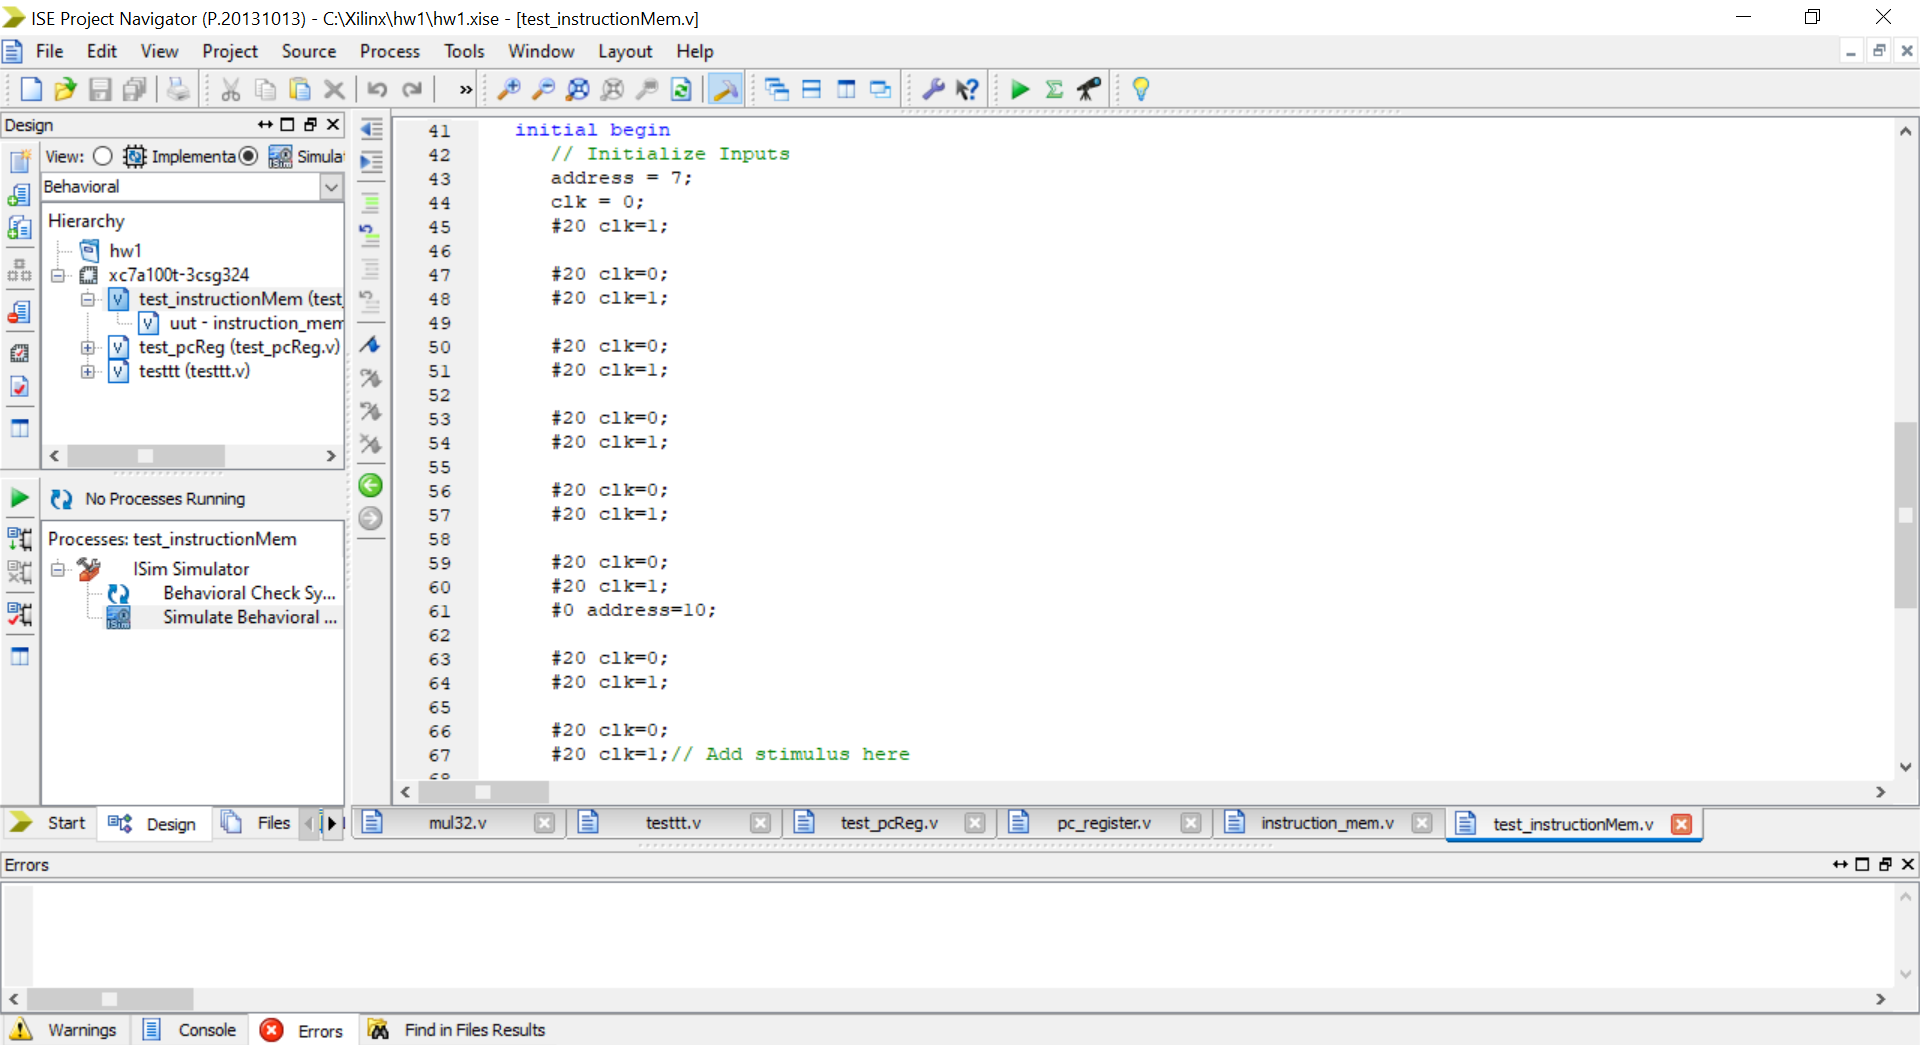 ISE Project Navigator (P.20131013) - C:\Xilinx\hw1\hw1.xise - [test_instructionMem.v]
File Edit View Project Source Process Tools Window Layout Help
Design
View: Implementa Simula
Behavioral
Hierarchy
hw1
xc7a100t-3csg324
test_instructionMem (test_
uut - instruction_mem
test_pcReg (test_pcReg.v)
testtt (testtt.v)
No Processes Running
Processes: test_instructionMem
ISim Simulator
Behavioral Check Sy...
Simulate Behavioral ...
41 initial begin
42 // Initialize Inputs
43 address = 7;
44 clk = 0;
45 #20 clk=1;
46
47 #20 clk=0;
48 #20 clk=1;
49
50 #20 clk=0;
51 #20 clk=1;
52
53 #20 clk=0;
54 #20 clk=1;
55
56 #20 clk=0;
57 #20 clk=1;
58
59 #20 clk=0;
60 #20 clk=1;
61 #0 address=10;
62
63 #20 clk=0;
64 #20 clk=1;
65
66 #20 clk=0;
67 #20 clk=1;// Add stimulus here
68
Start Design Files
mul32.v testtt.v test_pcReg.v pc_register.v instruction_mem.v test_instructionMem.v
Errors
Warnings Console Errors Find in Files Results